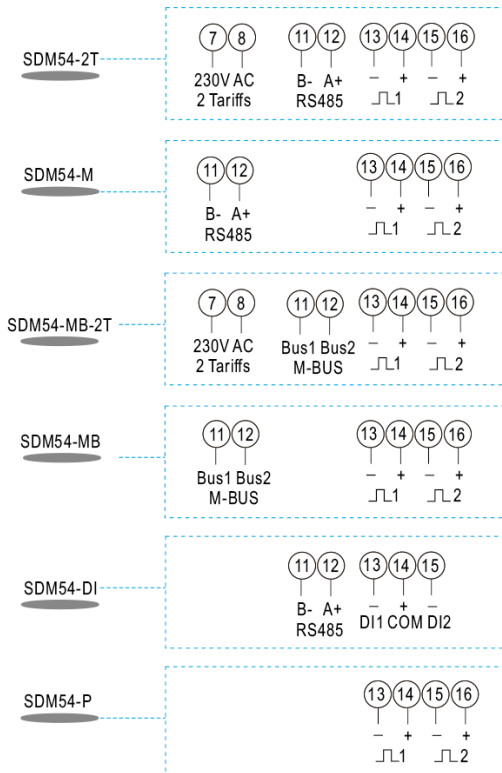 7 8 11 12 13 14 15 16
SDM54-2T
230V AC B- A+ − + − +
2 Tariffs RS485 1 2
11 12 13 14 15 16
SDM54-M
B- A+ − + − +
RS485 1 2
7 8 11 12 13 14 15 16
SDM54-MB-2T
230V AC Bus1 Bus2 − + − +
2 Tariffs M-BUS 1 2
11 12 13 14 15 16
SDM54-MB
Bus1 Bus2 − + − +
M-BUS 1 2
11 12 13 14 15
SDM54-DI
B- A+ − + −
RS485 DI1 COM DI2
13 14 15 16
SDM54-P
− + − +
1 2